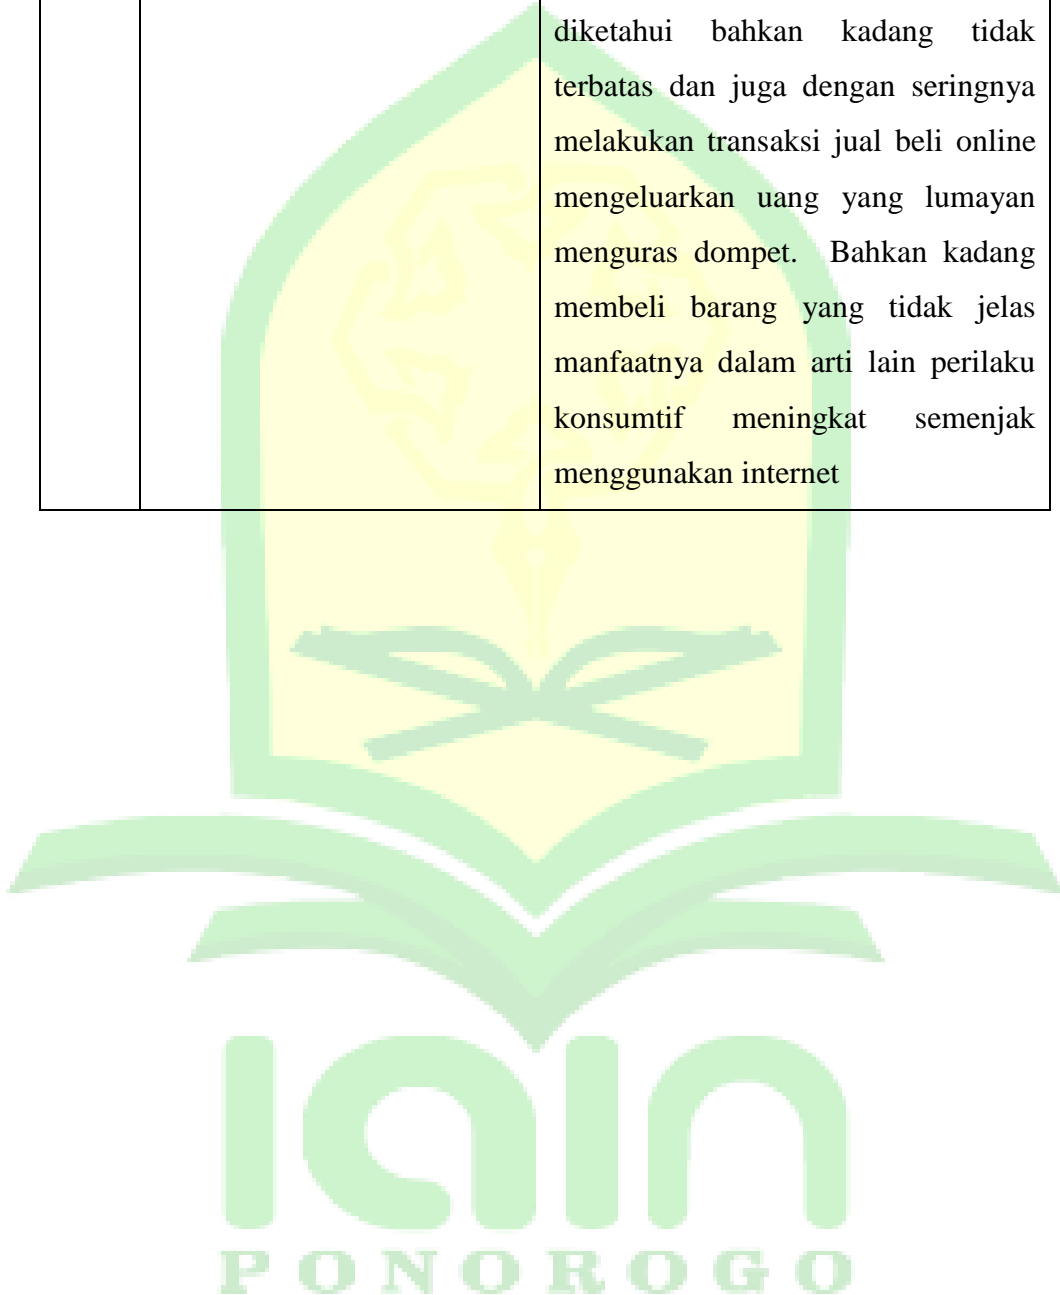 diketahui bahkan kadang tidak
terbatas dan juga dengan seringnya
melakukan transaksi jual beli online
mengeluarkan uang yang lumayan
menguras dompet. Bahkan kadang
membeli barang yang tidak jelas
manfaatnya dalam arti lain perilaku
konsumtif meningkat semenjak
menggunakan internet
iain
PONOROGO